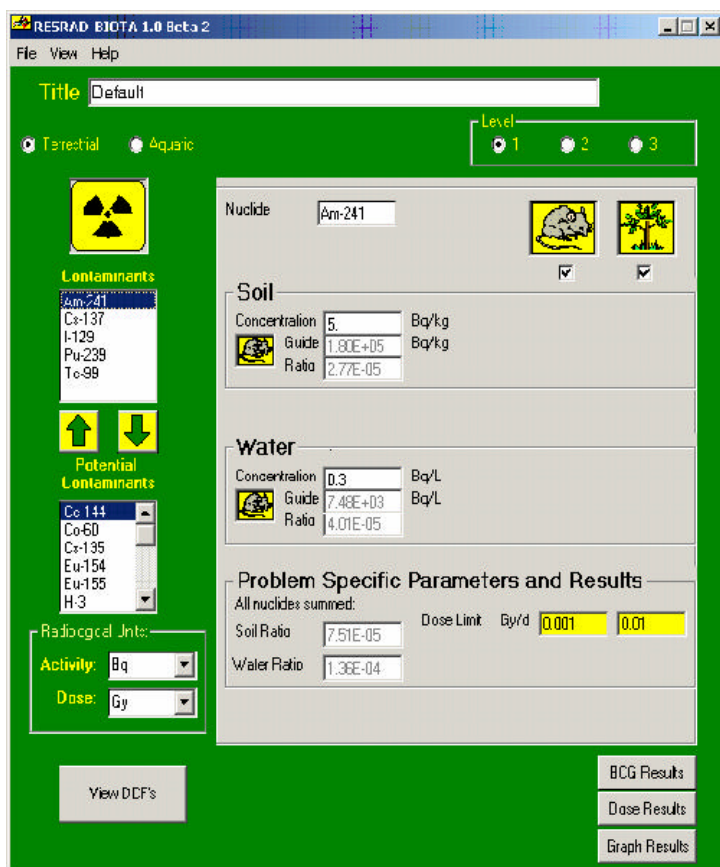 RESRAD BIOTA 1.0 Beta 2
File View Help
Title Default
Terrestrial Aquatic
Level
1 2 3
Nuclide Am-241
Contaminants
Am-241
Cs-137
I-129
Pu-239
Tc-99
Soil
Concentration 5. Bq/kg
Guide 1.80E+05 Bq/kg
Ratio 2.77E-05
Potential
Contaminants
Ce-144
Co-60
Cs-135
Eu-154
Eu-155
H-3
Water
Concentration 0.3 Bq/L
Guide 7.48E+03 Bq/L
Ratio 4.01E-05
Problem Specific Parameters and Results
All nuclides summed:
Soil Ratio 7.51E-05 Dose Limit Gy/d 0.001 0.01
Water Ratio 1.36E-04
Radiological Units:
Activity: Bq
Dose: Gy
View DCF's
BCG Results
Dose Results
Graph Results